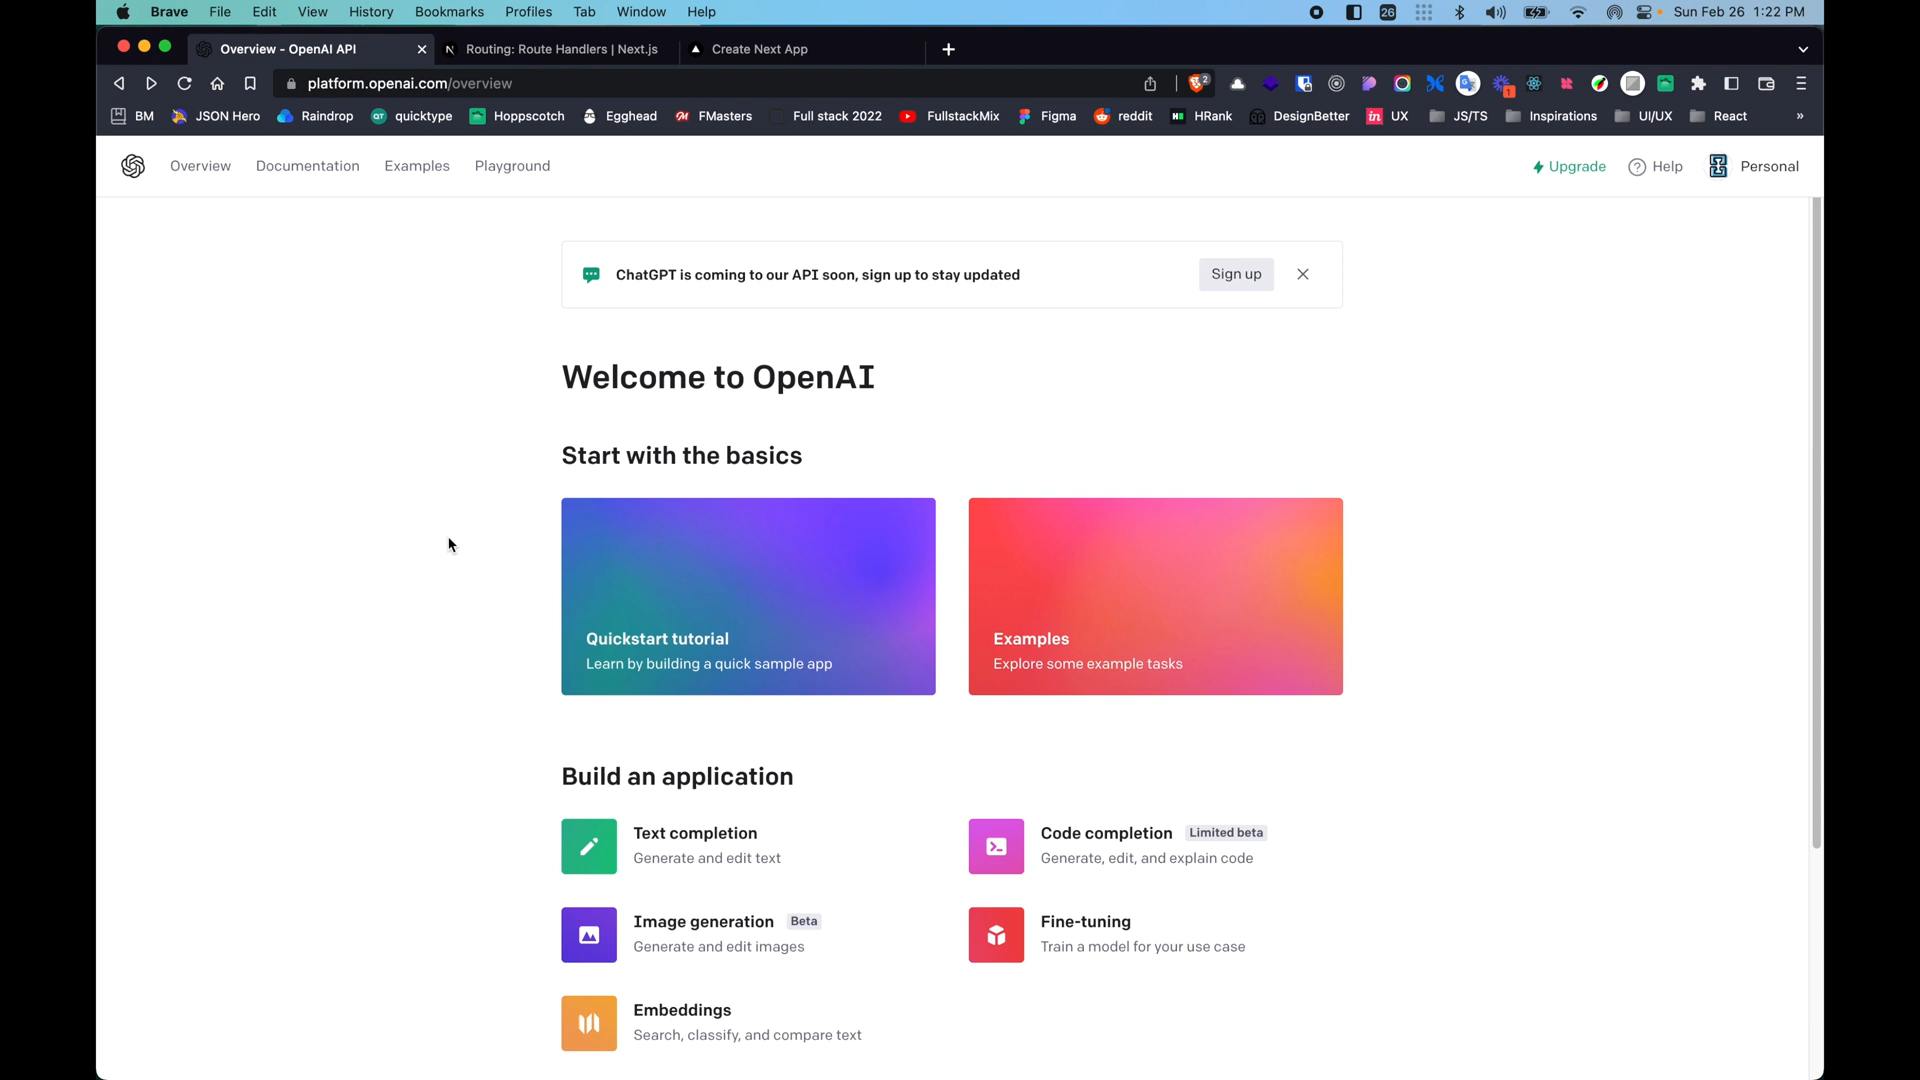 Brave File Edit View History Bookmarks Profiles Tab Window Help 26 Sun Feb 26 1:22 PM
Overview - OpenAI API Routing: Route Handlers | Next.js Create Next App
platform.openai.com/overview 2 1
BM JSON Hero Raindrop QT quicktype Hoppscotch Egghead FMasters Full stack 2022 FullstackMix Figma reddit HRank DesignBetter in UX JS/TS Inspirations UI/UX React »
Overview Documentation Examples Playground Upgrade Help Personal
ChatGPT is coming to our API soon, sign up to stay updated Sign up
Welcome to OpenAI
Start with the basics
Quickstart tutorial
Learn by building a quick sample app
Examples
Explore some example tasks
Build an application
Text completion
Generate and edit text
Code completion Limited beta
Generate, edit, and explain code
Image generation Beta
Generate and edit images
Fine-tuning
Train a model for your use case
Embeddings
Search, classify, and compare text